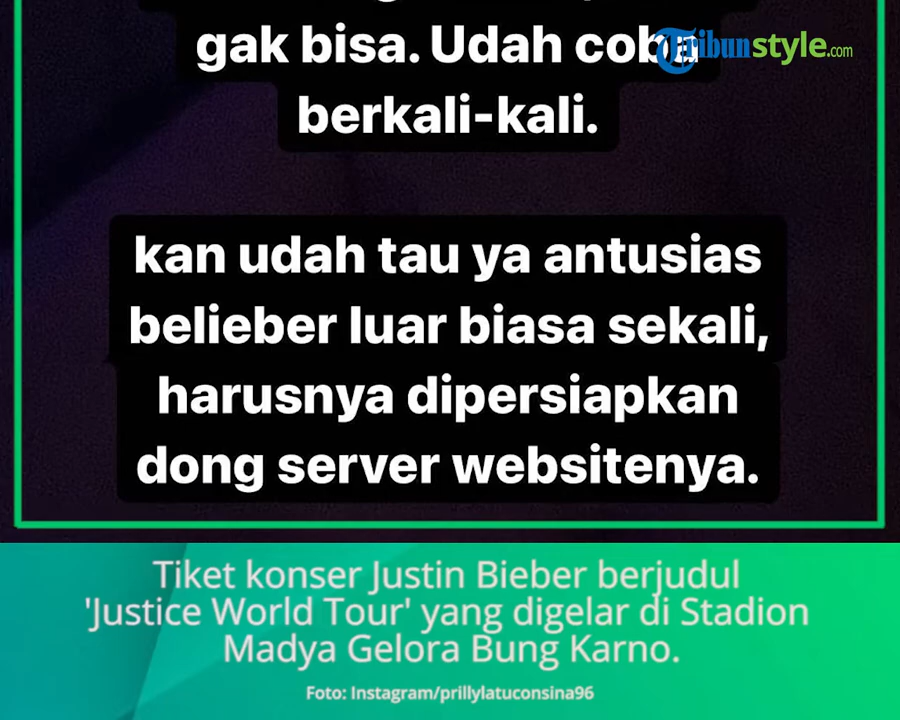 gak bisa. Udah coba
Tribunstyle.com
berkali-kali.
kan udah tau ya antusias
belieber luar biasa sekali,
harusnya dipersiapkan
dong server websitenya.
Tiket konser Justin Bieber berjudul
'Justice World Tour' yang digelar di Stadion
Madya Gelora Bung Karno.
Foto: Instagram/prillylatuconsina96